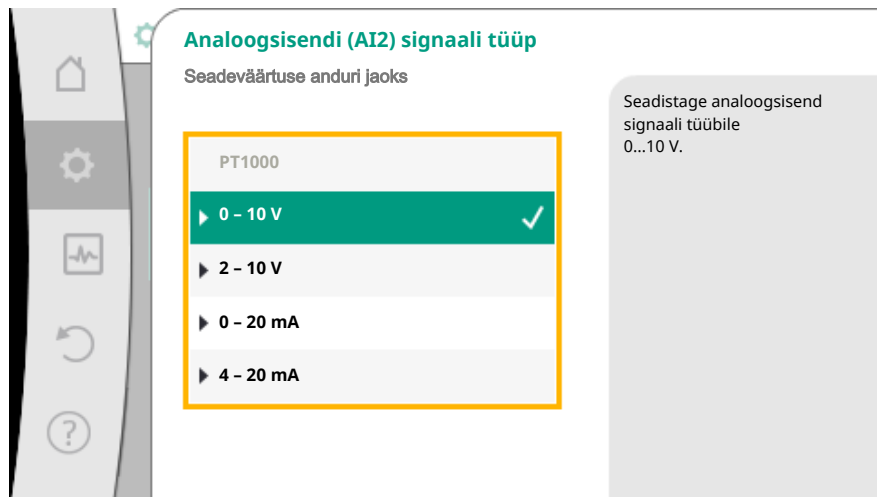 Analoogsisendi (AI2) signaali tüüp
Seadeväärtuse anduri jaoks
PT1000
0 – 10 V
2 – 10 V
0 – 20 mA
4 – 20 mA
Seadistage analoogsisend
signaali tüübile
0...10 V.
?